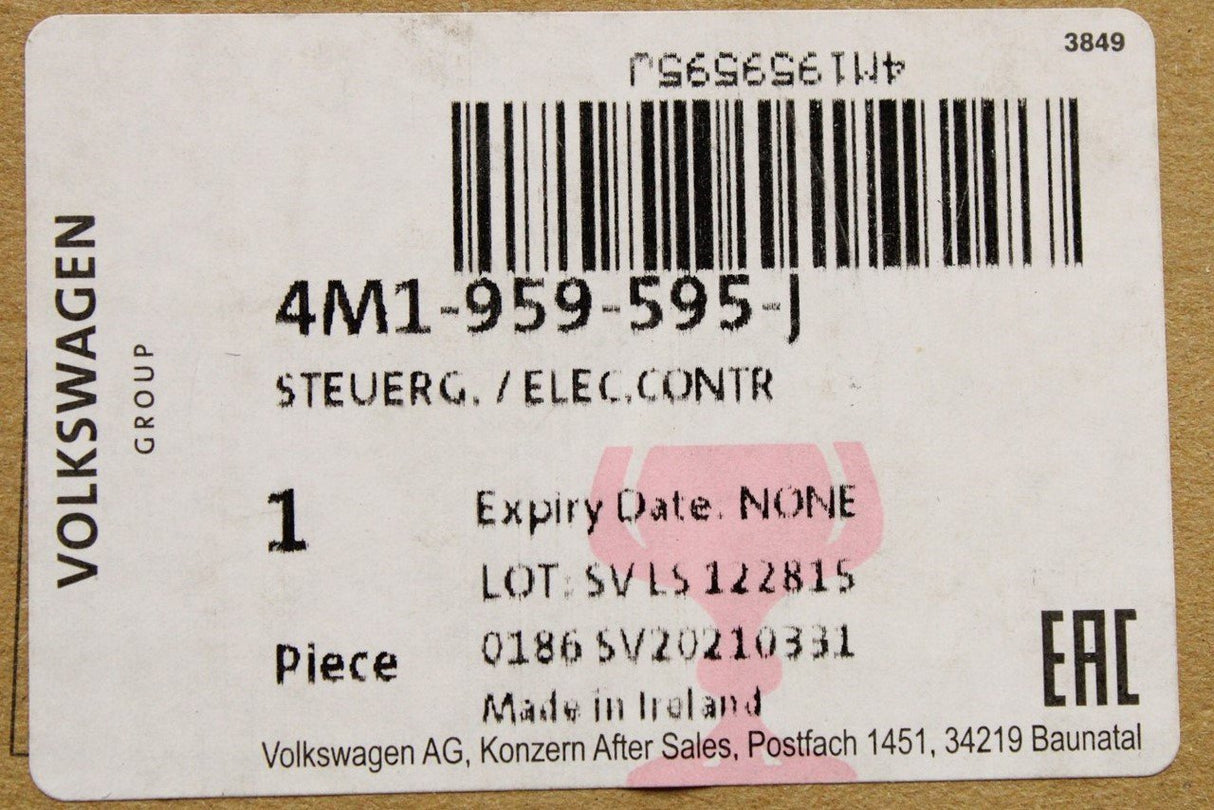 3849
4M1959595J
4M1-959-595-J
STEUERG. / ELEC.CONTR
VOLKSWAGEN
GROUP
1
Expiry Date: NONE
LOT: SV LS 122815
Piece
0186 SV20210331
Made in Ireland
EAC
Volkswagen AG, Konzern After Sales, Postfach 1451, 34219 Baunatal